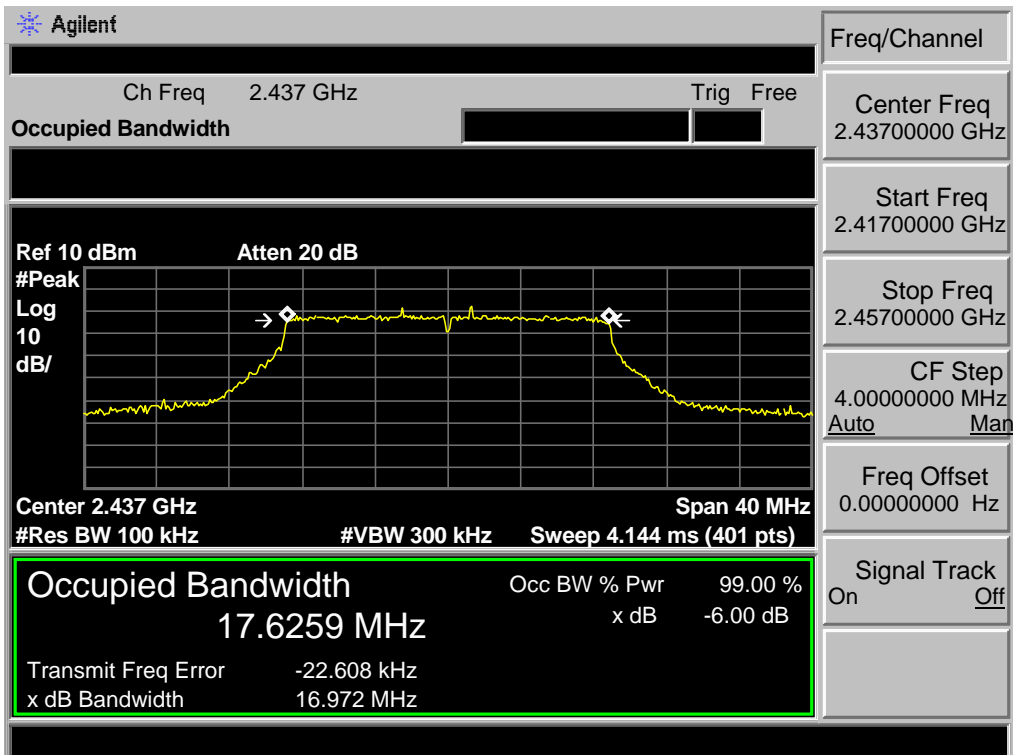 Agilent
Freq/Channel
Ch Freq 2.437 GHz Trig Free
Occupied Bandwidth
Center Freq
2.43700000 GHz
Start Freq
2.41700000 GHz
Stop Freq
2.45700000 GHz
CF Step
4.00000000 MHz
Auto Man
Freq Offset
0.00000000 Hz
Signal Track
On Off
Ref 10 dBm Atten 20 dB
#Peak
Log
10
dB/
Center 2.437 GHz Span 40 MHz
#Res BW 100 kHz #VBW 300 kHz Sweep 4.144 ms (401 pts)
Occupied Bandwidth Occ BW % Pwr 99.00 %
17.6259 MHz x dB -6.00 dB
Transmit Freq Error -22.608 kHz
x dB Bandwidth 16.972 MHz